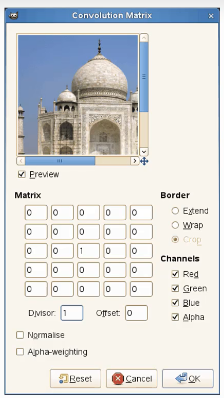 Convolution Matrix
Preview
Matrix
0 0 0 0 0
0 0 0 0 0
0 0 1 0 0
0 0 0 0 0
0 0 0 0 0
Divisor: 1 Offset: 0
Normalise
Alpha-weighting
Border
Extend
Wrap
Crop
Channels
Red
Green
Blue
Alpha
Reset Cancel OK